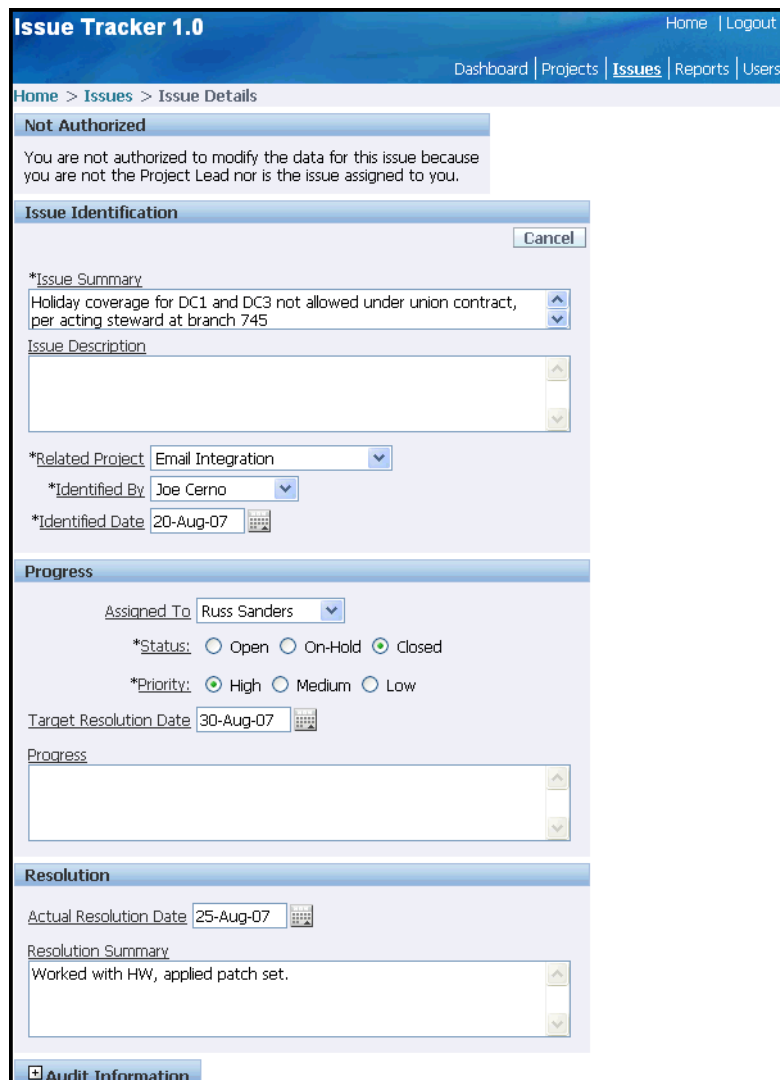 Issue Tracker 1.0
Home | Logout
Dashboard | Projects | Issues | Reports | Users
Home > Issues > Issue Details
Not Authorized
You are not authorized to modify the data for this issue because
you are not the Project Lead nor is the issue assigned to you.
Issue Identification
Cancel
*Issue Summary
Holiday coverage for DC1 and DC3 not allowed under union contract,
per acting steward at branch 745
Issue Description
*Related Project Email Integration
*Identified By Joe Cerno
*Identified Date 20-Aug-07
Progress
Assigned To Russ Sanders
*Status: Open On-Hold Closed
*Priority: High Medium Low
Target Resolution Date 30-Aug-07
Progress
Resolution
Actual Resolution Date 25-Aug-07
Resolution Summary
Worked with HW, applied patch set.
Audit Information